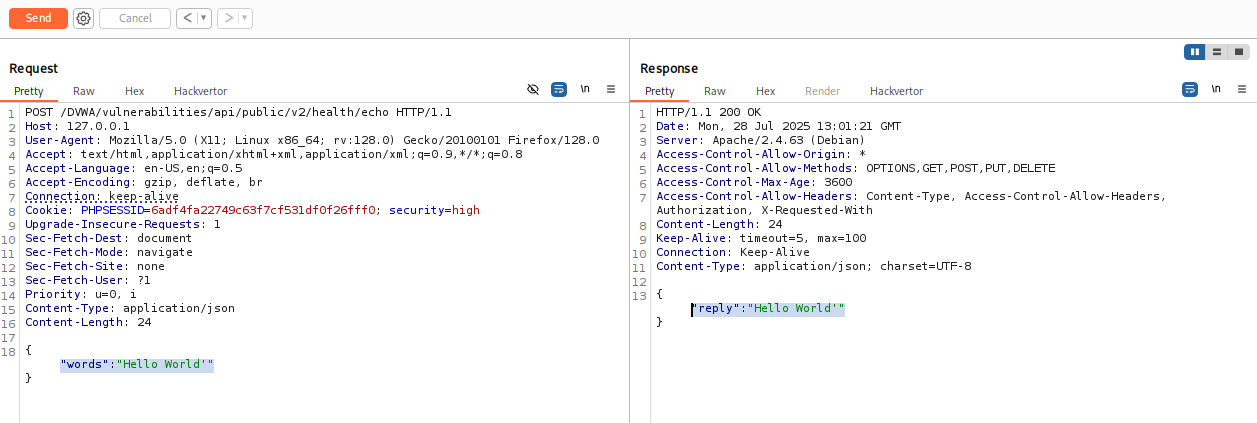 Send Cancel < >
Request
Pretty Raw Hex Hackvertor \n
1 POST /DVWA/vulnerabilities/api/public/v2/health/echo HTTP/1.1
2 Host: 127.0.0.1
3 User-Agent: Mozilla/5.0 (X11; Linux x86_64; rv:128.0) Gecko/20100101 Firefox/128.0
4 Accept: text/html,application/xhtml+xml,application/xml;q=0.9,*/*;q=0.8
5 Accept-Language: en-US,en;q=0.5
6 Accept-Encoding: gzip, deflate, br
7 Connection: keep-alive
8 Cookie: PHPSESSID=6adf4fa22749c63f7cf531df0f26fff0; security=high
9 Upgrade-Insecure-Requests: 1
10 Sec-Fetch-Dest: document
11 Sec-Fetch-Mode: navigate
12 Sec-Fetch-Site: none
13 Sec-Fetch-User: ?1
14 Priority: u=0, i
15 Content-Type: application/json
16 Content-Length: 24
17
18 {
"words":"Hello World'"
}
Response
Pretty Raw Hex Render Hackvertor \n
1 HTTP/1.1 200 OK
2 Date: Mon, 28 Jul 2025 13:01:21 GMT
3 Server: Apache/2.4.63 (Debian)
4 Access-Control-Allow-Origin: *
5 Access-Control-Allow-Methods: OPTIONS,GET,POST,PUT,DELETE
6 Access-Control-Max-Age: 3600
7 Access-Control-Allow-Headers: Content-Type, Access-Control-Allow-Headers,
Authorization, X-Requested-With
8 Content-Length: 24
9 Keep-Alive: timeout=5, max=100
10 Connection: Keep-Alive
11 Content-Type: application/json; charset=UTF-8
12
13 {
"reply":"Hello World'"
}